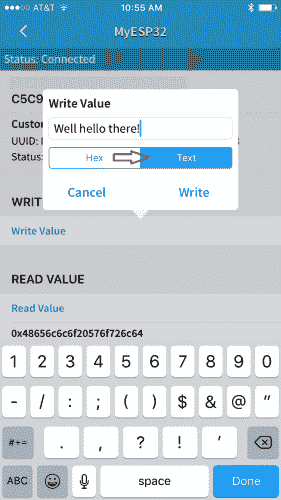 AT&T 10:55 AM
MyESP32
Status: Connected
C5C9
Write Value
Custo
Well hello there!
UUID:
Status:
Hex Text
Cancel Write
WRIT
Write Value
READ VALUE
Read Value
0x48656c6c6f20576f726c64
1 2 3 4 5 6 7 8 9 0
- / : ; ( ) $ & @ "
#+= . , ? ! '
ABC space Done